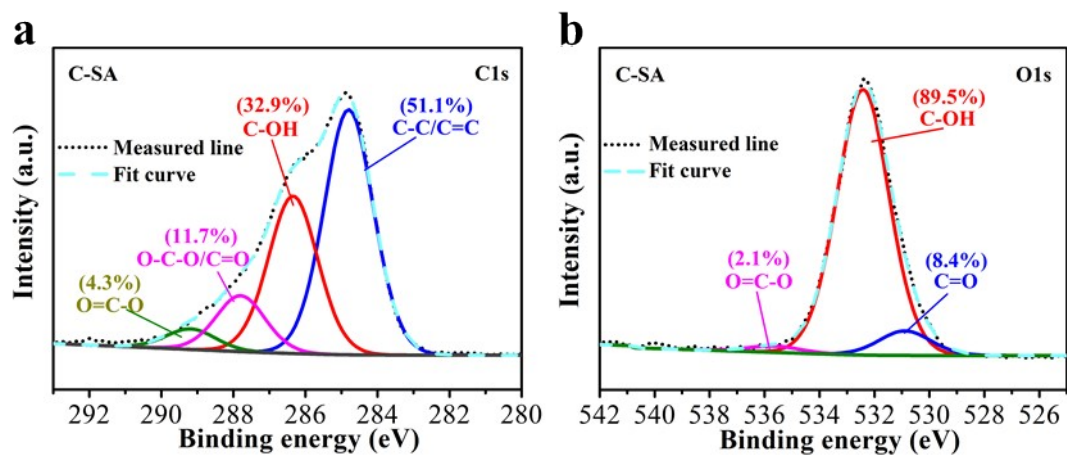 a
C-SA
C1s
(32.9%)
C-OH
(51.1%)
C-C/C=C
Measured line
Fit curve
(11.7%)
O-C-O/C=O
(4.3%)
O=C-O
Intensity (a.u.)
292 290 288 286 284 282 280
Binding energy (eV)
b
C-SA
O1s
(89.5%)
C-OH
Measured line
Fit curve
(2.1%)
O=C-O
(8.4%)
C=O
Intensity (a.u.)
542 540 538 536 534 532 530 528 526
Binding energy (eV)